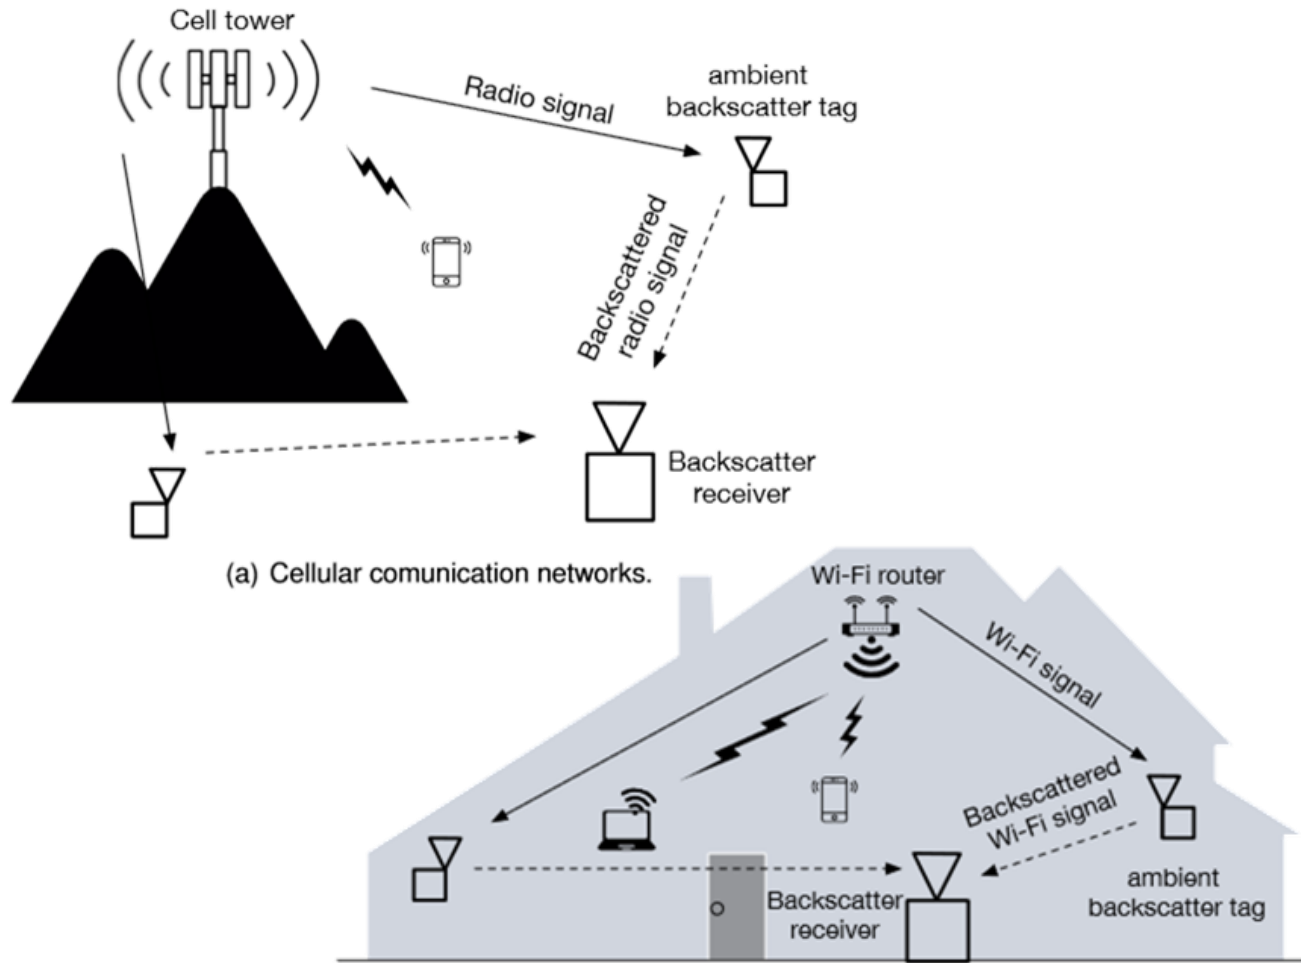 Cell tower
Radio signal
ambient
backscatter tag
Backscattered
radio signal
Backscatter
receiver
(a) Cellular comunication networks.
Wi-Fi router
Wi-Fi signal
Backscattered
Wi-Fi signal
ambient
backscatter tag
Backscatter
receiver